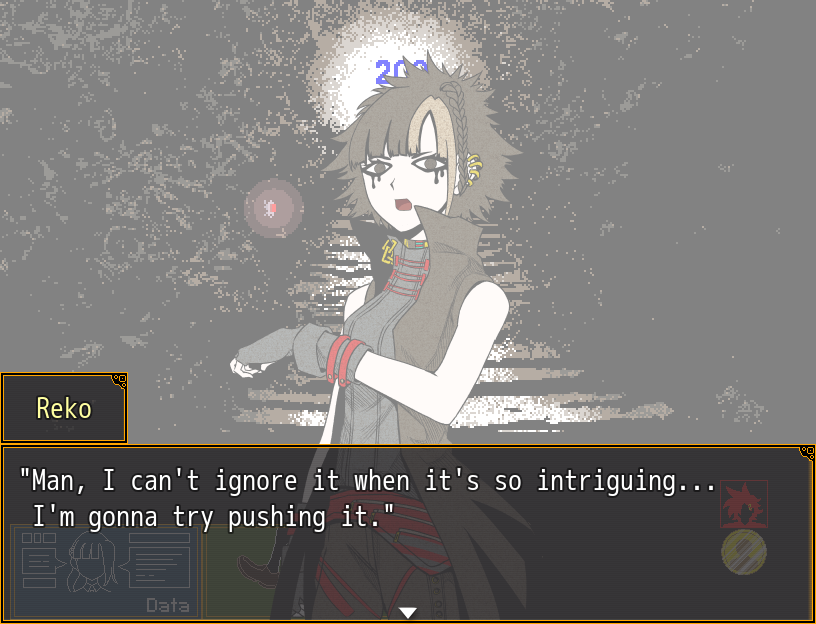 Reko
"Man, I can't ignore it when it's so intriguing...
I'm gonna try pushing it."
Data